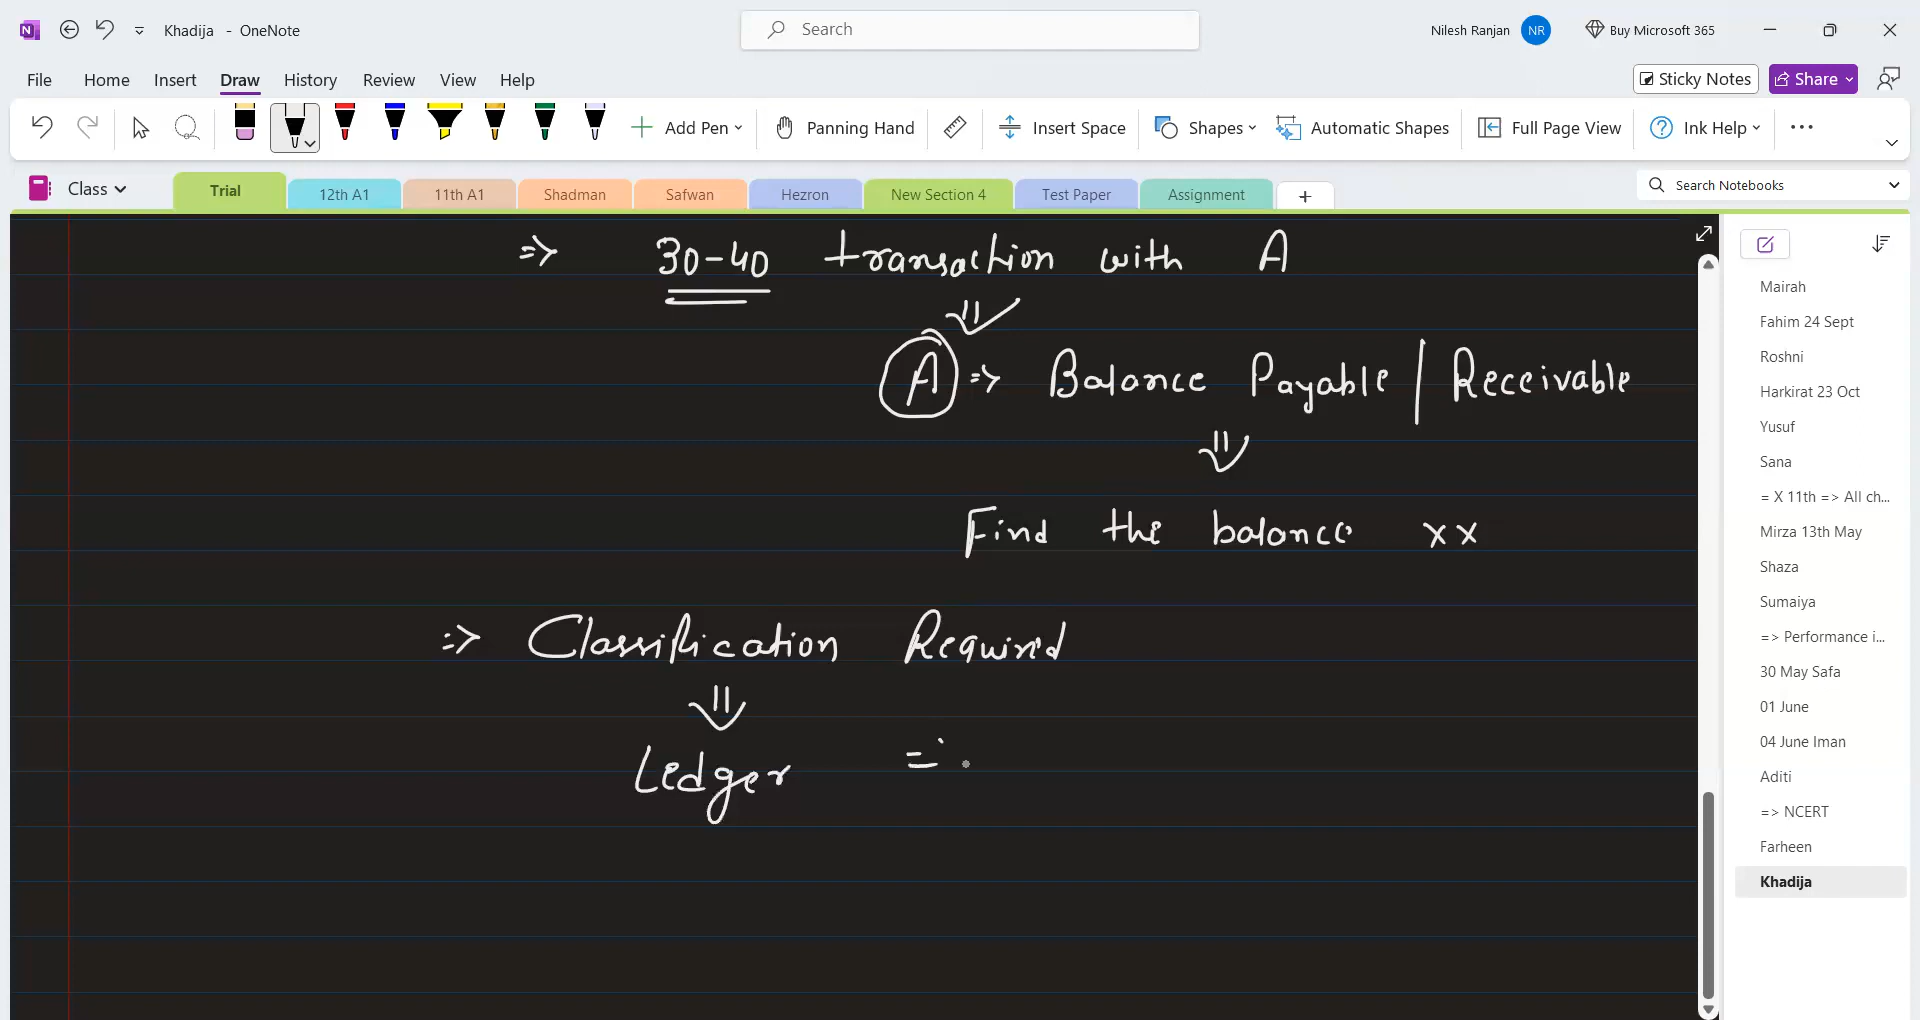 Khadija - OneNote
Search
Nilesh Ranjan NR
Buy Microsoft 365
File Home Insert Draw History Review View Help
Sticky Notes Share
Add Pen Panning Hand Insert Space Shapes Automatic Shapes Full Page View Ink Help
Class Trial 12th A1 11th A1 Shadman Safwan Hezron New Section 4 Test Paper Assignment +
Search Notebooks
=> 30-40 transaction with A
A => Balance Payable | Receivable
Find the balance xx
=> Classification Required
Ledger =
Mairah
Fahim 24 Sept
Roshni
Harkirat 23 Oct
Yusuf
Sana
= X 11th => All ch...
Mirza 13th May
Shaza
Sumaiya
=> Performance i...
30 May Safa
01 June
04 June Iman
Aditi
=> NCERT
Farheen
Khadija